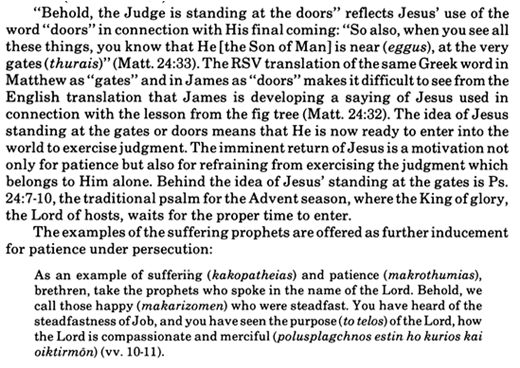 "Behold, the Judge is standing at the doors" reflects Jesus' use of the
word "doors" in connection with His final coming: "So also, when you see all
these things, you know that He [the Son of Man] is near (eggus), at the very
gates (thurais)" (Matt. 24:33). The RSV translation of the same Greek word in
Matthew as "gates" and in James as "doors" makes it difficult to see from the
English translation that James is developing a saying of Jesus used in
connection with the lesson from the fig tree (Matt. 24:32). The idea of Jesus
standing at the gates or doors means that He is now ready to enter into the
world to exercise judgment. The imminent return of Jesus is a motivation not
only for patience but also for refraining from exercising the judgment which
belongs to Him alone. Behind the idea of Jesus' standing at the gates is Ps.
24:7-10, the traditional psalm for the Advent season, where the King of glory,
the Lord of hosts, waits for the proper time to enter.
The examples of the suffering prophets are offered as further inducement
for patience under persecution:
As an example of suffering (kakopatheias) and patience (makrothumias),
brethren, take the prophets who spoke in the name of the Lord. Behold, we
call those happy (makarizomen) who were steadfast. You have heard of the
steadfastness of Job, and you have seen the purpose (to telos) of the Lord, how
the Lord is compassionate and merciful (polusplagchnos estin ho kurios kai
oiktirmōn) (vv. 10-11).